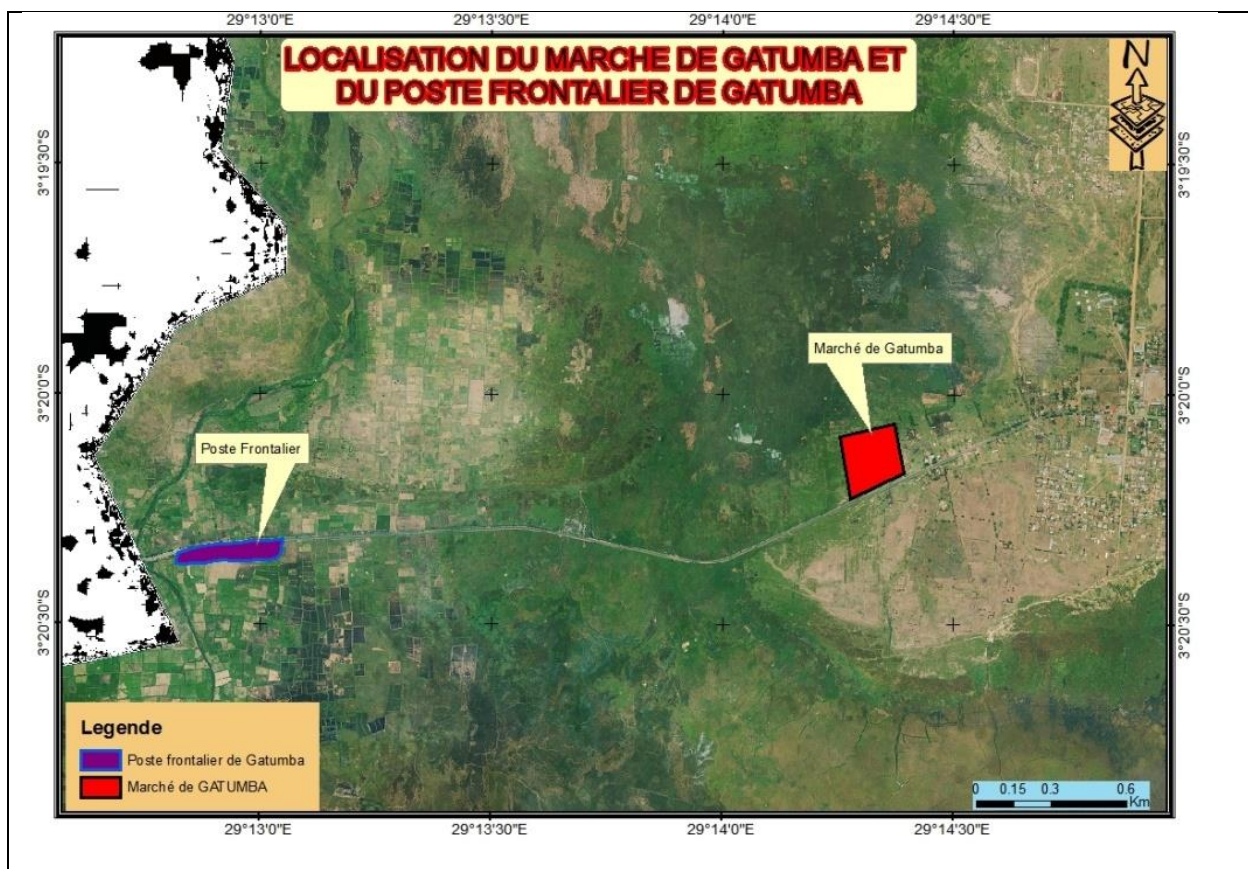 29°13'0"E 29°13'30"E 29°14'0"E 29°14'30"E
LOCALISATION DU MARCHE DE GATUMBA ET
DU POSTE FRONTALIER DE GATUMBA
N
3°19'30"S 3°19'30"S
Marché de Gatumba
3°20'0"S 3°20'0"S
Poste Frontalier
3°20'30"S 3°20'30"S
Legende
Poste frontalier de Gatumba
Marché de GATUMBA
0 0.15 0.3 0.6
Km
29°13'0"E 29°13'30"E 29°14'0"E 29°14'30"E